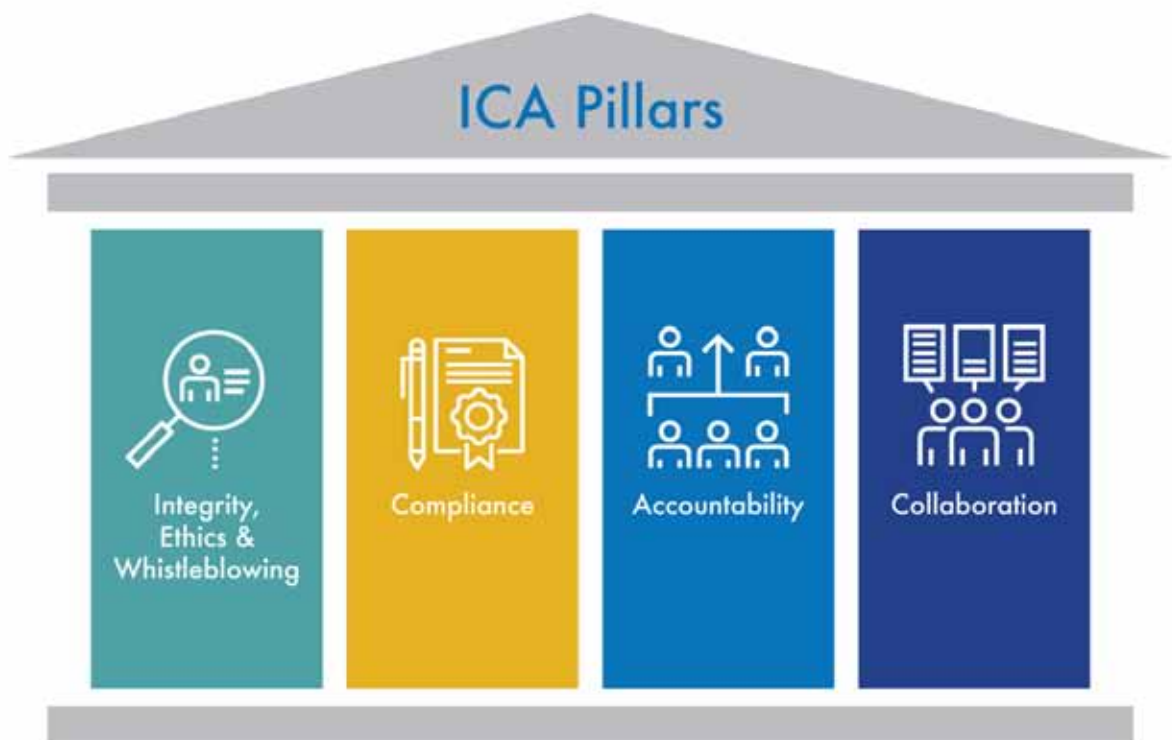 ICA Pillars
Integrity,
Ethics &
Whistleblowing
Compliance
Accountability
Collaboration